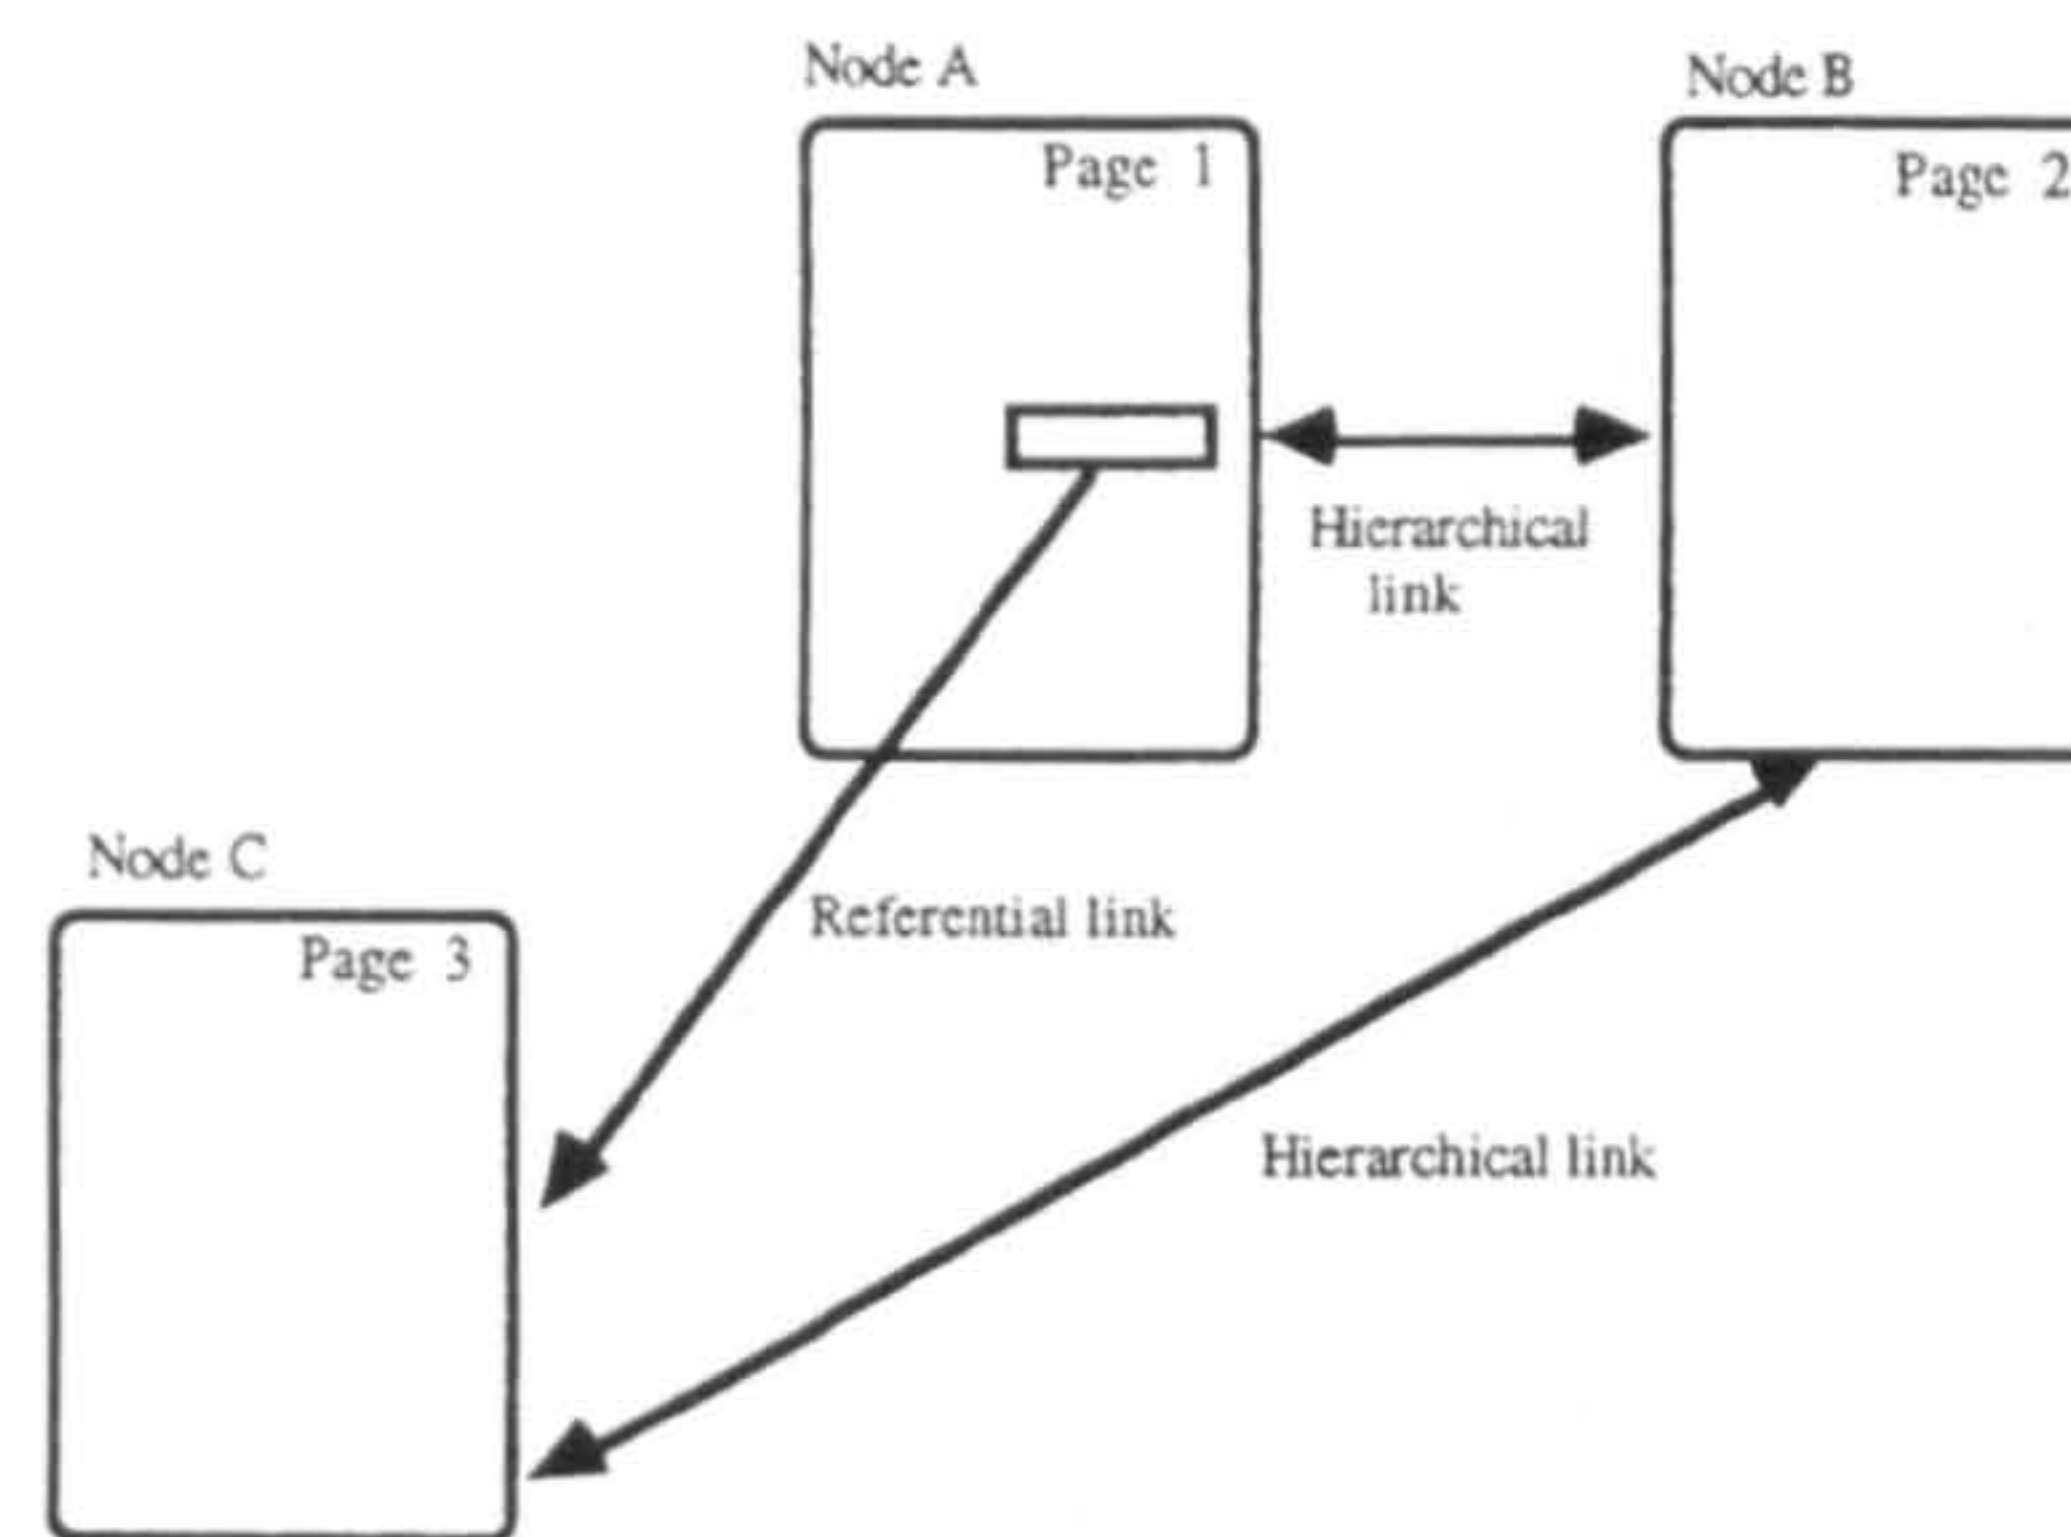 Node A
Node B
Page 1
Page 2
Hierarchical
link
Node C
Referential link
Page 3
Hierarchical link